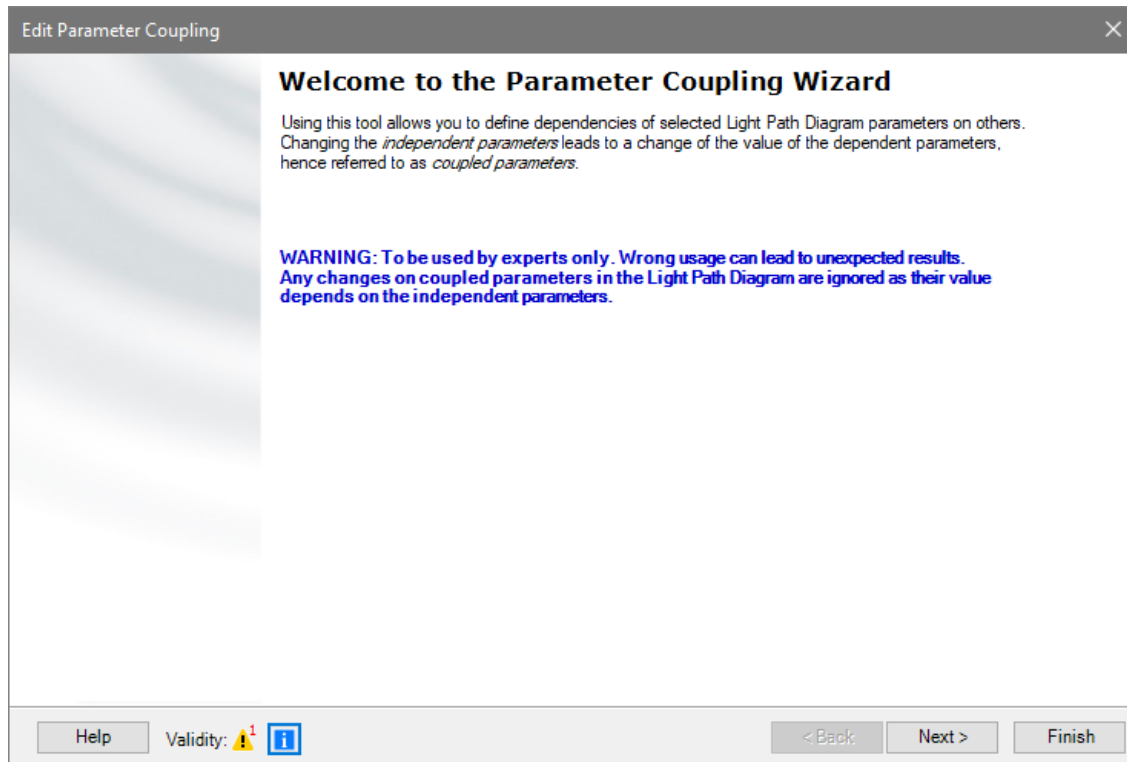 Edit Parameter Coupling
Welcome to the Parameter Coupling Wizard
Using this tool allows you to define dependencies of selected Light Path Diagram parameters on others.
Changing the independent parameters leads to a change of the value of the dependent parameters,
hence referred to as coupled parameters.
WARNING: To be used by experts only. Wrong usage can lead to unexpected results.
Any changes on coupled parameters in the Light Path Diagram are ignored as their value
depends on the independent parameters.
Help Validity: 1 < Back Next > Finish